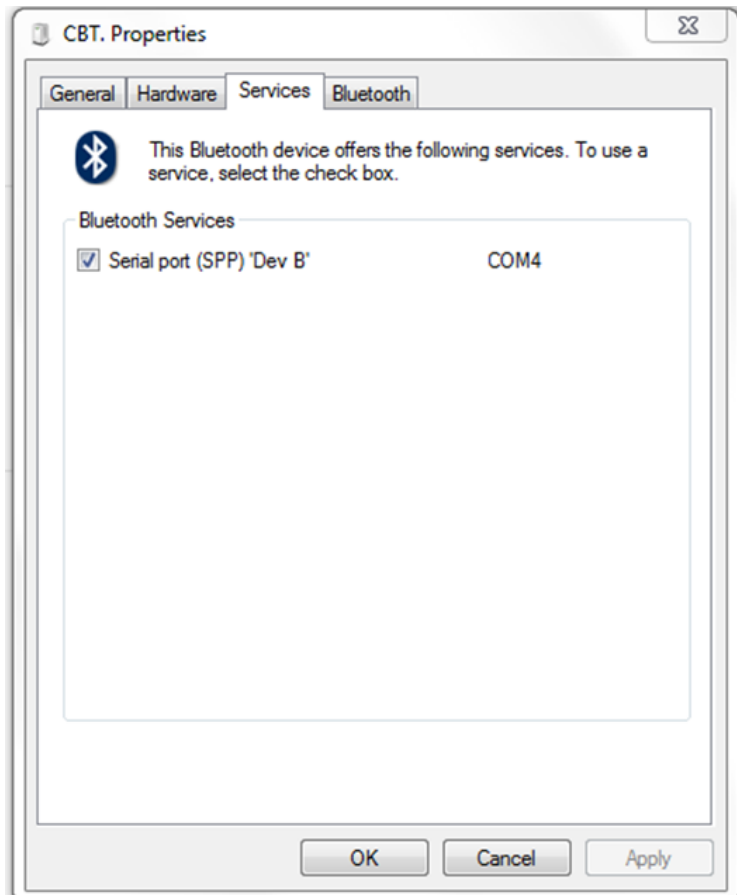 CBT. Properties
General Hardware Services Bluetooth
This Bluetooth device offers the following services. To use a
service, select the check box.
Bluetooth Services
Serial port (SPP) 'Dev B' COM4
OK Cancel Apply